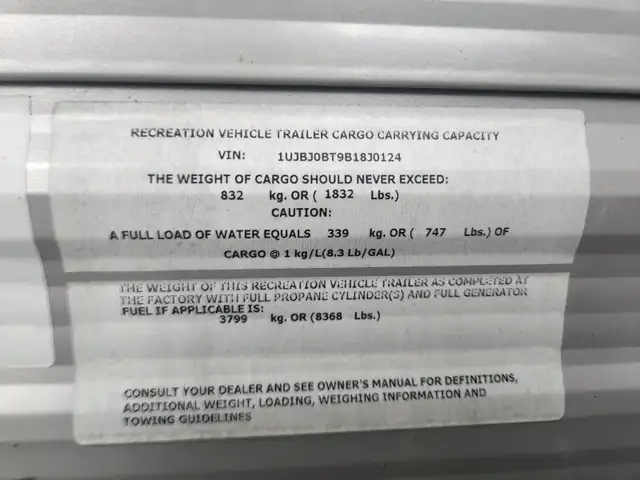 RECREATION VEHICLE TRAILER CARGO CARRYING CAPACITY
VIN: 1UJBJ0BT9B18J0124
THE WEIGHT OF CARGO SHOULD NEVER EXCEED:
832 kg. OR ( 1832 Lbs.)
CAUTION:
A FULL LOAD OF WATER EQUALS 339 kg. OR ( 747 Lbs.) OF
CARGO @ 1 kg/L(8.3 Lb/GAL)
THE WEIGHT OF THIS RECREATION VEHICLE TRAILER AS COMPLETED AT
THE FACTORY WITH FULL PROPANE CYLINDER(S) AND FULL GENERATOR
FUEL IF APPLICABLE IS:
3799 kg. OR (8368 Lbs.)
CONSULT YOUR DEALER AND SEE OWNER'S MANUAL FOR DEFINITIONS,
ADDITIONAL WEIGHT, LOADING, WEIGHING INFORMATION AND
TOWING GUIDELINES